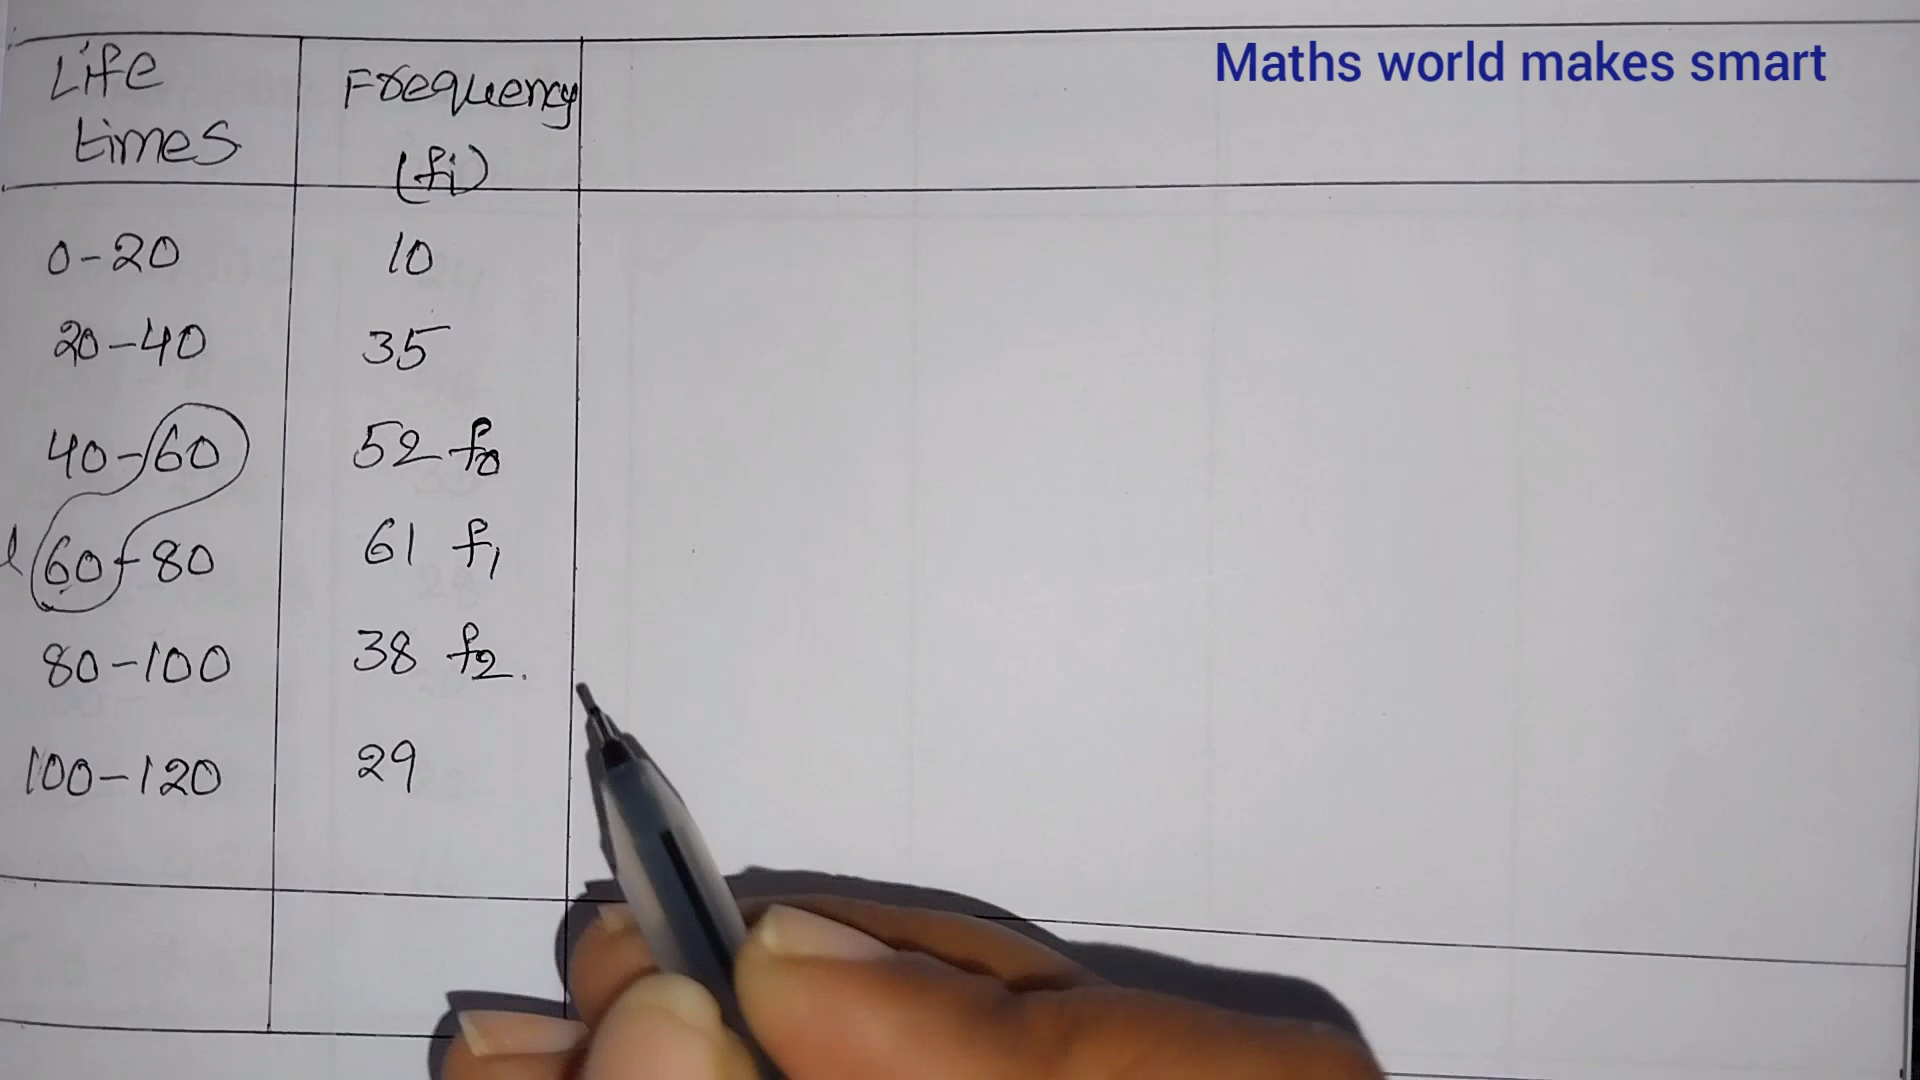 Maths world makes smart
Life times
Frequency (fi)
0-20 10
20-40 35
40-60 52 f0
l 60-80 61 f1
80-100 38 f2.
100-120 29